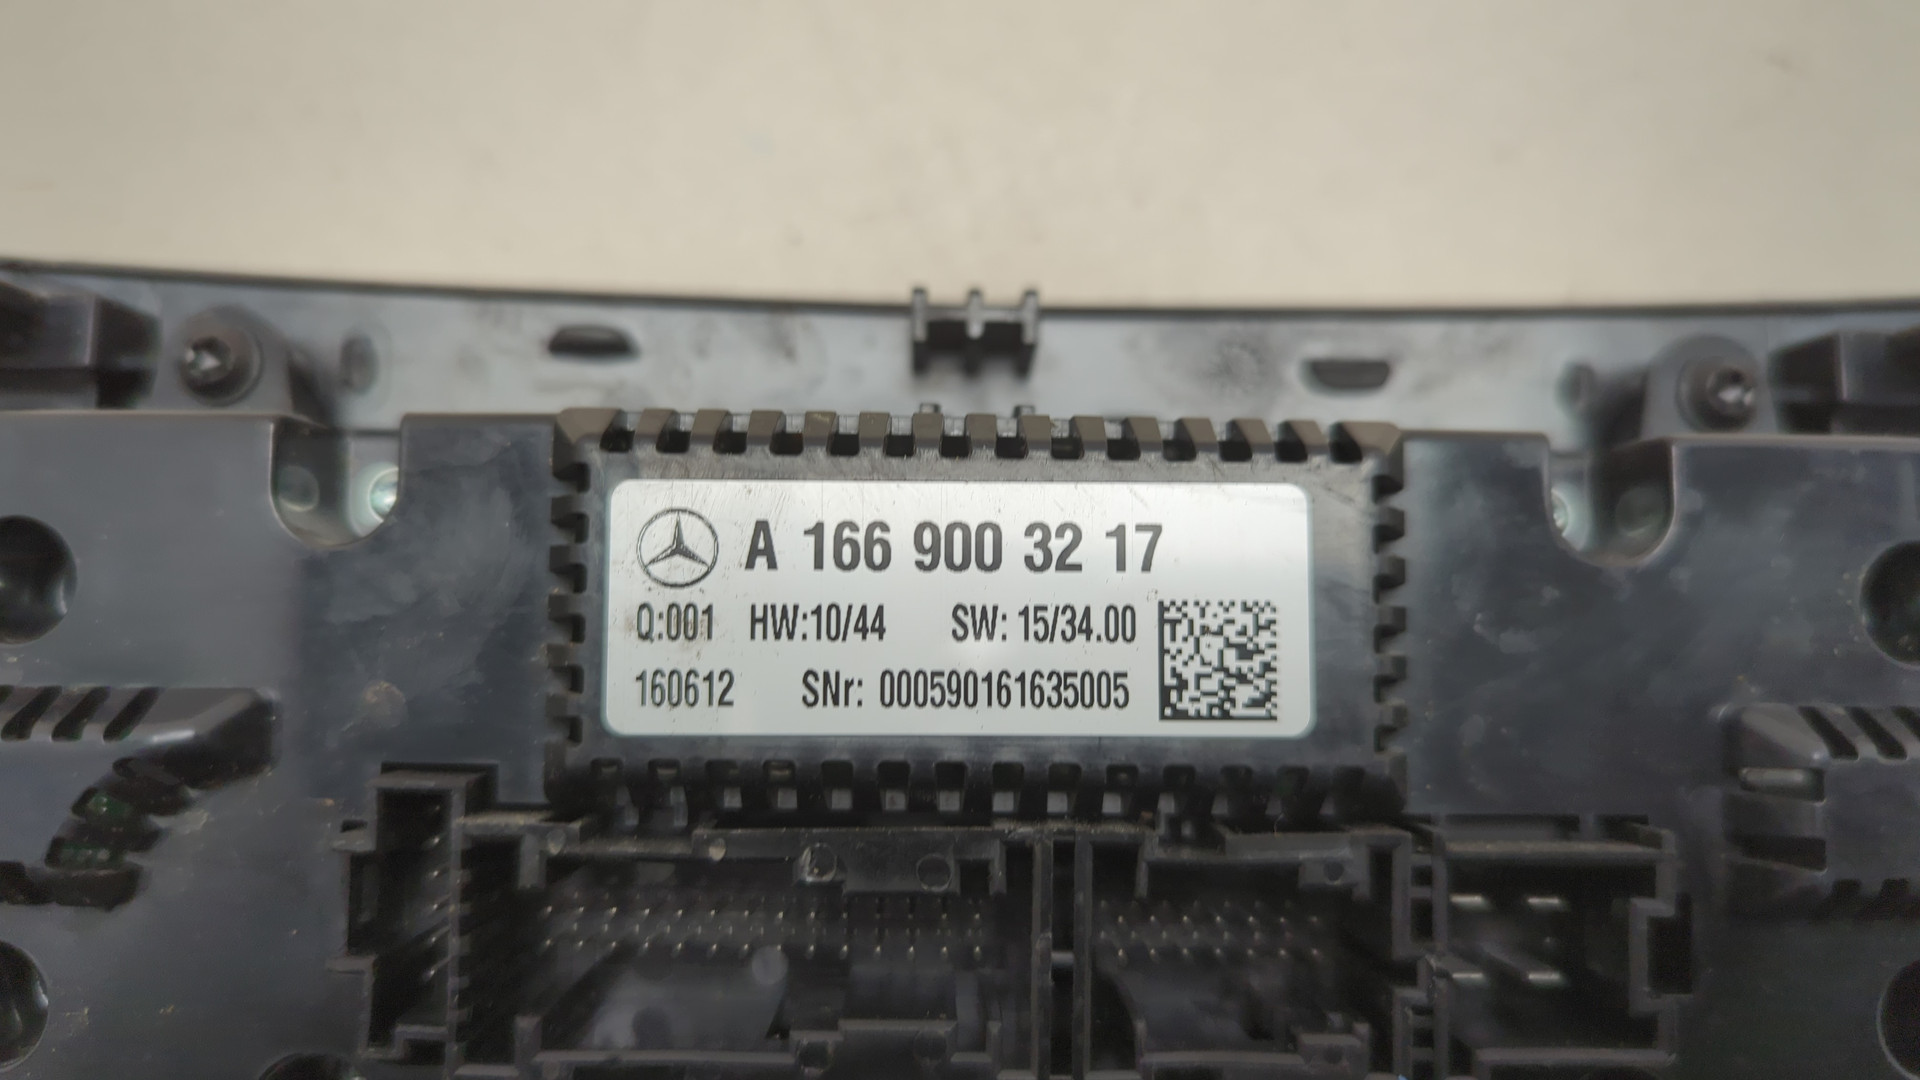 A 166 900 32 17
Q:001 HW:10/44 SW: 15/34.00
160612 SNr: 000590161635005